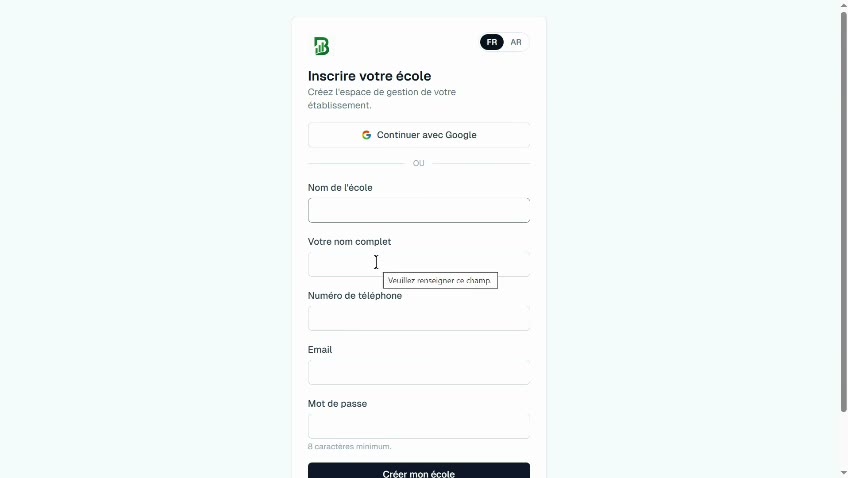 FR AR
Inscrire votre école
Créez l'espace de gestion de votre
établissement.
Continuer avec Google
OU
Nom de l'école
Votre nom complet
Veuillez renseigner ce champ.
Numéro de téléphone
Email
Mot de passe
8 caractères minimum.
Créer mon école